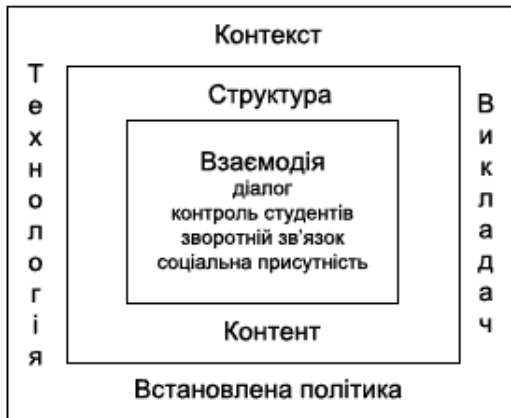 Контекст
Технологія
Структура
Взаємодія
діалог
контроль студентів
зворотній зв'язок
соціальна присутність
Контент
Викладач
Встановлена політика